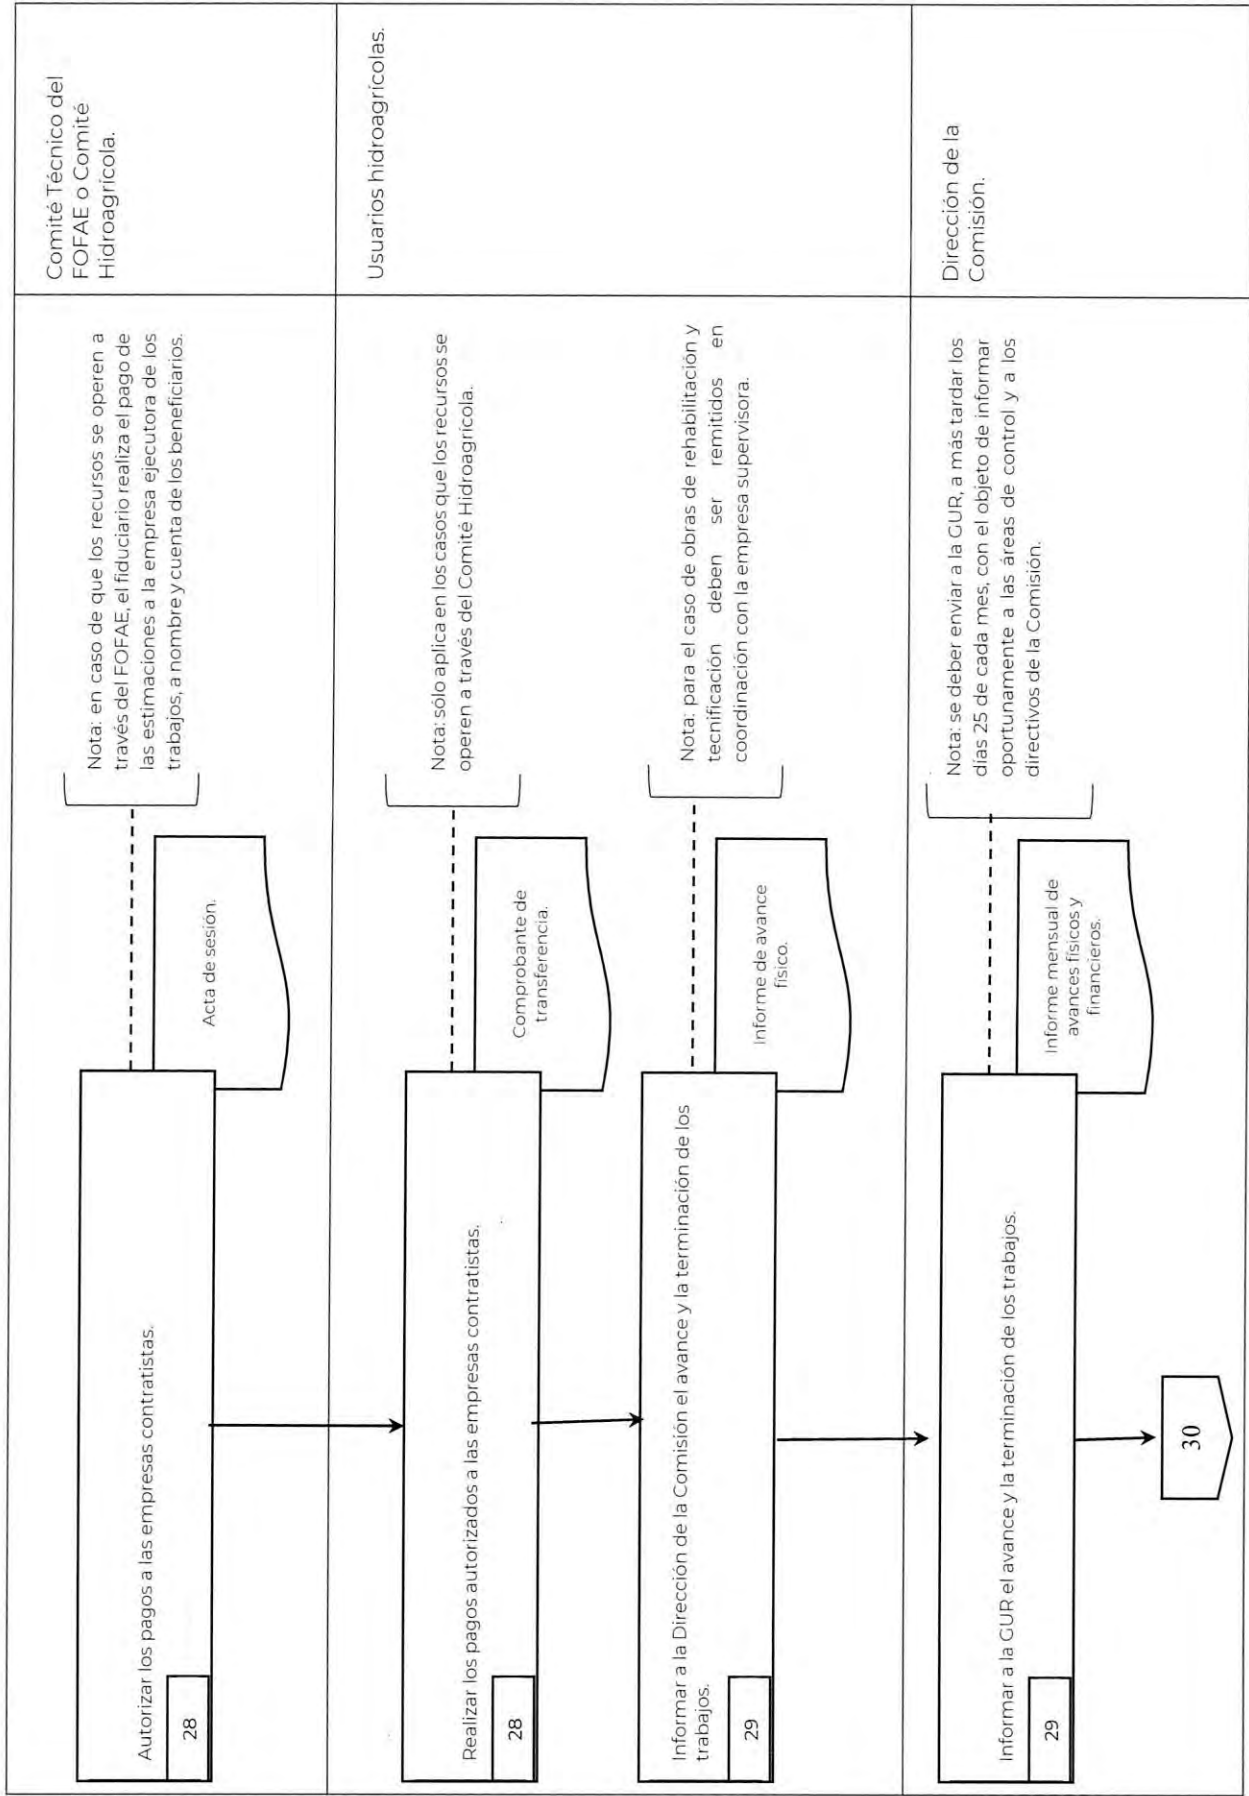 Autorizar los pagos a las empresas contratistas.
28
Acta de sesión.
Nota: en caso de que los recursos se operen a
través del FOFAE, el fiduciario realiza el pago de
las estimaciones a la empresa ejecutora de los
trabajos, a nombre y cuenta de los beneficiarios.
Comité Técnico del
FOFAE o Comité
Hidroagrícola.
Realizar los pagos autorizados a las empresas contratistas.
28
Comprobante de
transferencia.
Nota: sólo aplica en los casos que los recursos se
operen a través del Comité Hidroagrícola.
Usuarios hidroagrícolas.
Informar a la Dirección de la Comisión el avance y la terminación de los
trabajos.
29
Informe de avance
físico.
Nota: para el caso de obras de rehabilitación y
tecnificación deben ser remitidos en
coordinación con la empresa supervisora.
Informar a la GUR el avance y la terminación de los trabajos.
29
Informe mensual de
avances físicos y
financieros.
Nota: se deber enviar a la GUR, a más tardar los
días 25 de cada mes, con el objeto de informar
oportunamente a las áreas de control y a los
directivos de la Comisión.
Dirección de la
Comisión.
30